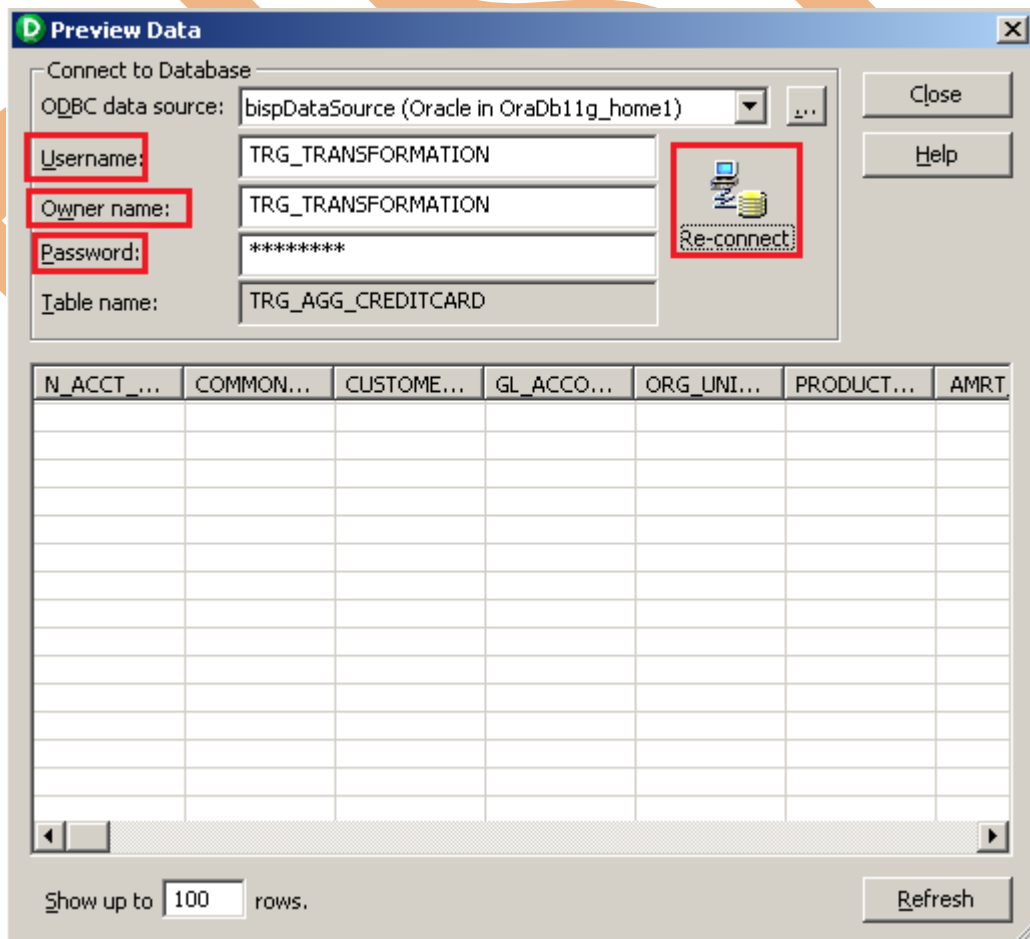 Preview Data
Connect to Database
ODBC data source: bispDataSource (Oracle in OraDb11g_home1) ... Close
Username: TRG_TRANSFORMATION Help
Owner name: TRG_TRANSFORMATION
Password: ******** Re-connect
Table name: TRG_AGG_CREDITCARD
N_ACCT_... COMMON... CUSTOME... GL_ACCO... ORG_UNI... PRODUCT... AMRT_
Show up to 100 rows. Refresh